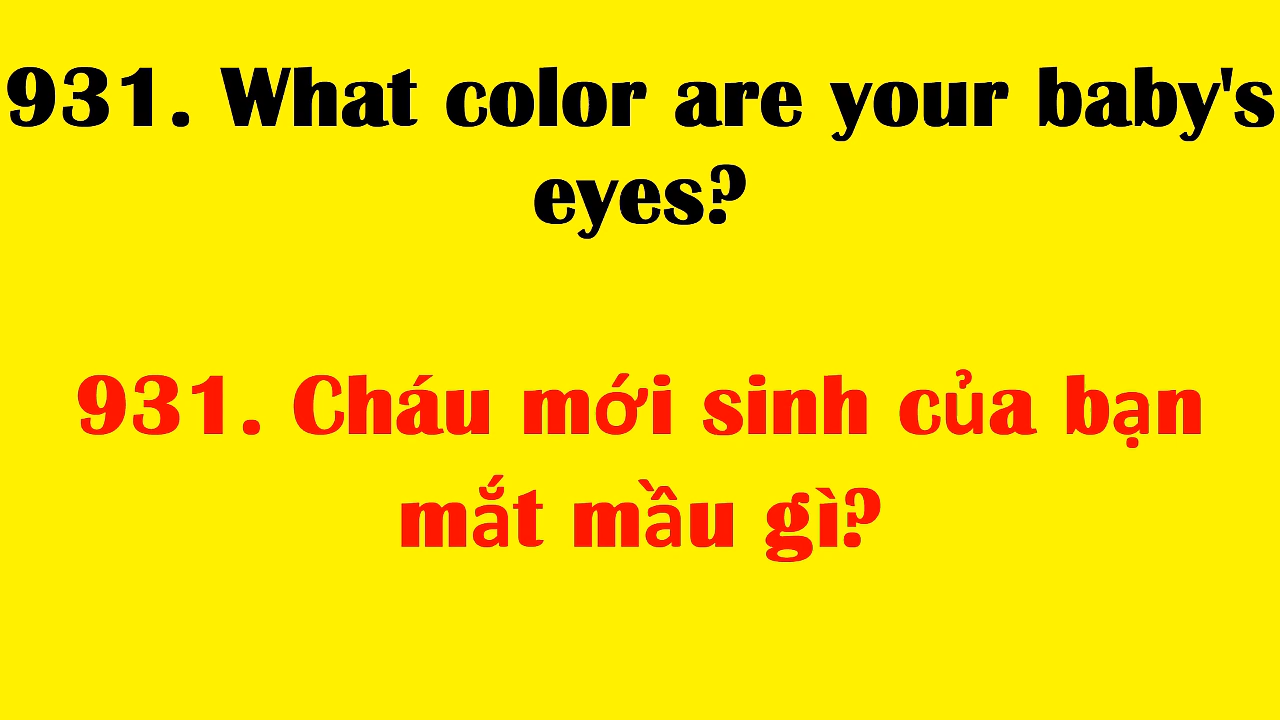 931. What color are your baby's
eyes?
931. Cháu mới sinh của bạn
mắt mầu gì?